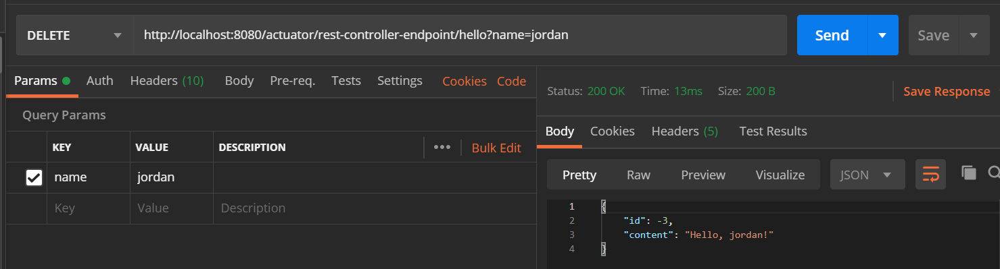 DELETE http://localhost:8080/actuator/rest-controller-endpoint/hello?name=jordan Send Save
Params Auth Headers (10) Body Pre-req. Tests Settings Cookies Code
Query Params
KEY VALUE DESCRIPTION ••• Bulk Edit
name jordan
Key Value Description
Status: 200 OK Time: 13ms Size: 200 B Save Response
Body Cookies Headers (5) Test Results
Pretty Raw Preview Visualize JSON
1 {
2 "id": -3,
3 "content": "Hello, jordan!"
4 }